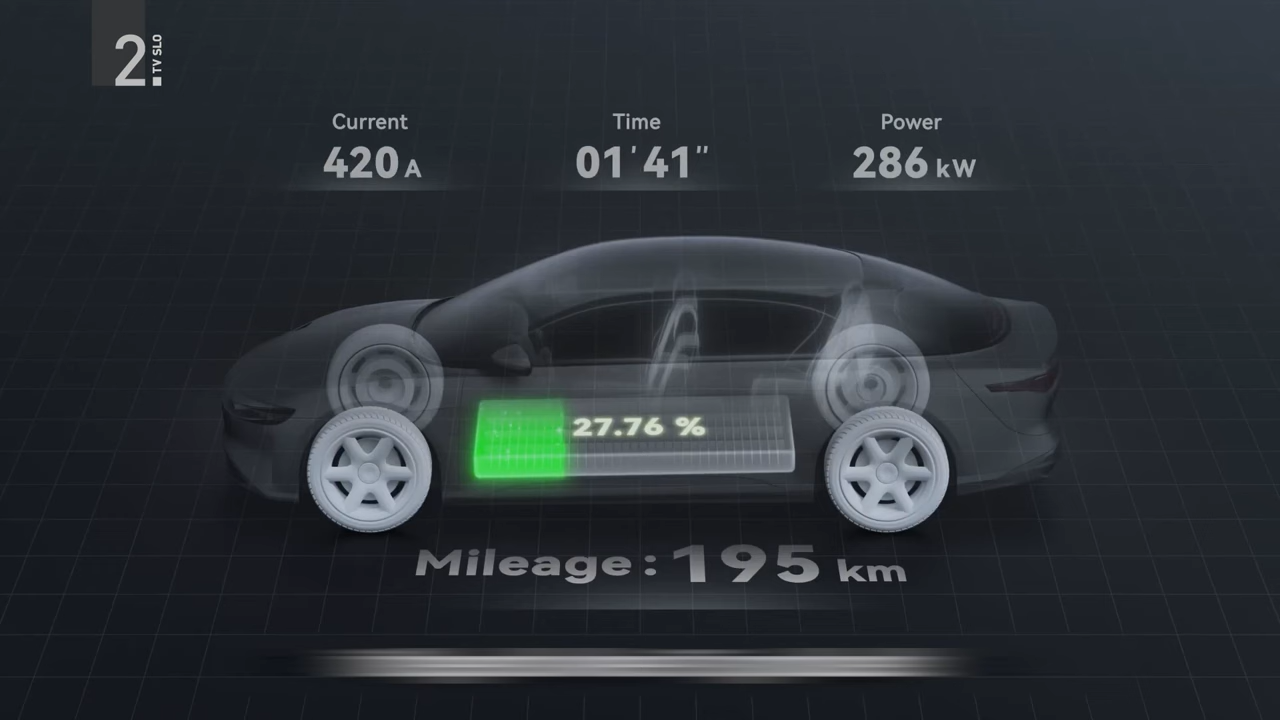 2.
TV SLO
Current
Time
Power
420 A
01'41"
286 kW
27.76 %
Mileage: 195 km